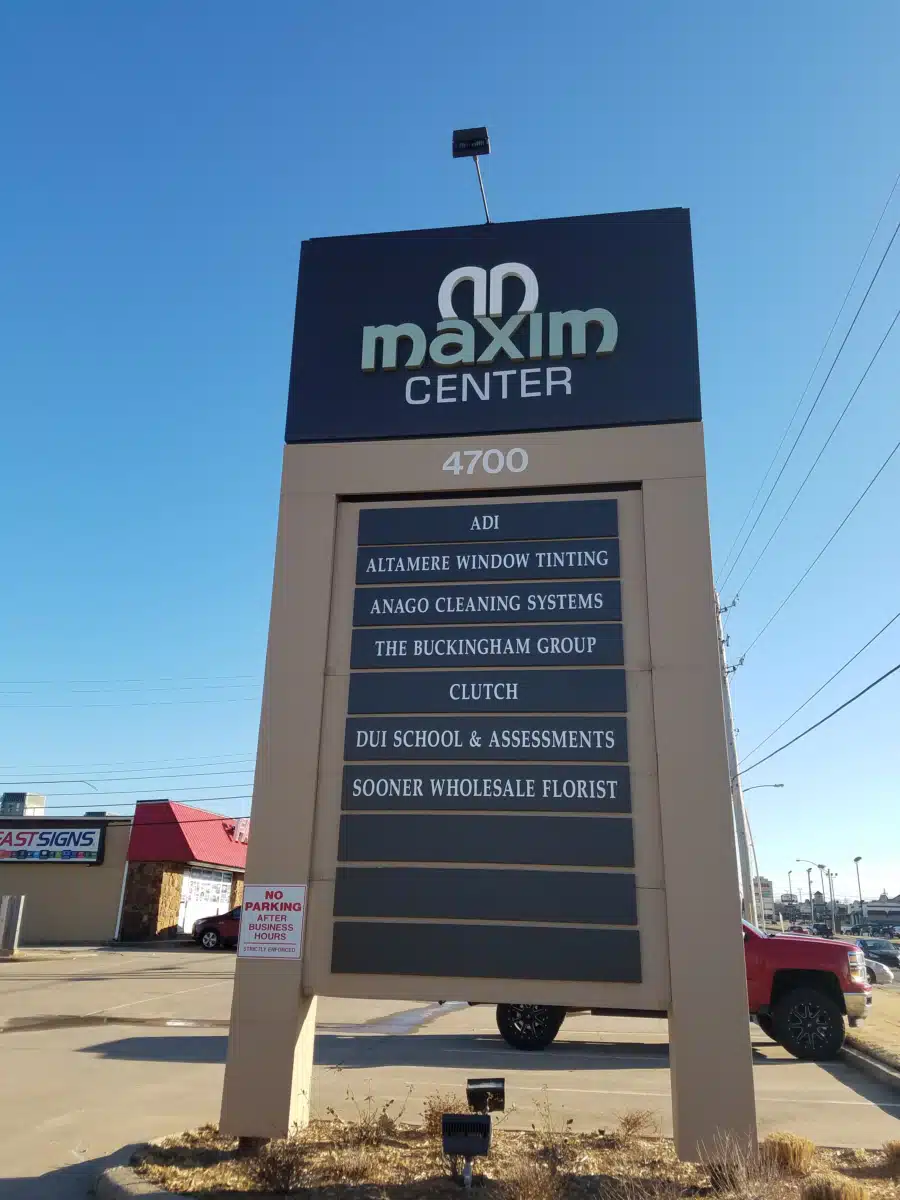 maxim
CENTER
4700
ADI
ALTAMERE WINDOW TINTING
ANAGO CLEANING SYSTEMS
THE BUCKINGHAM GROUP
CLUTCH
DUI SCHOOL & ASSESSMENTS
SOONER WHOLESALE FLORIST
FASTSIGNS
NO
PARKING
AFTER
BUSINESS
HOURS
STRICTLY ENFORCED